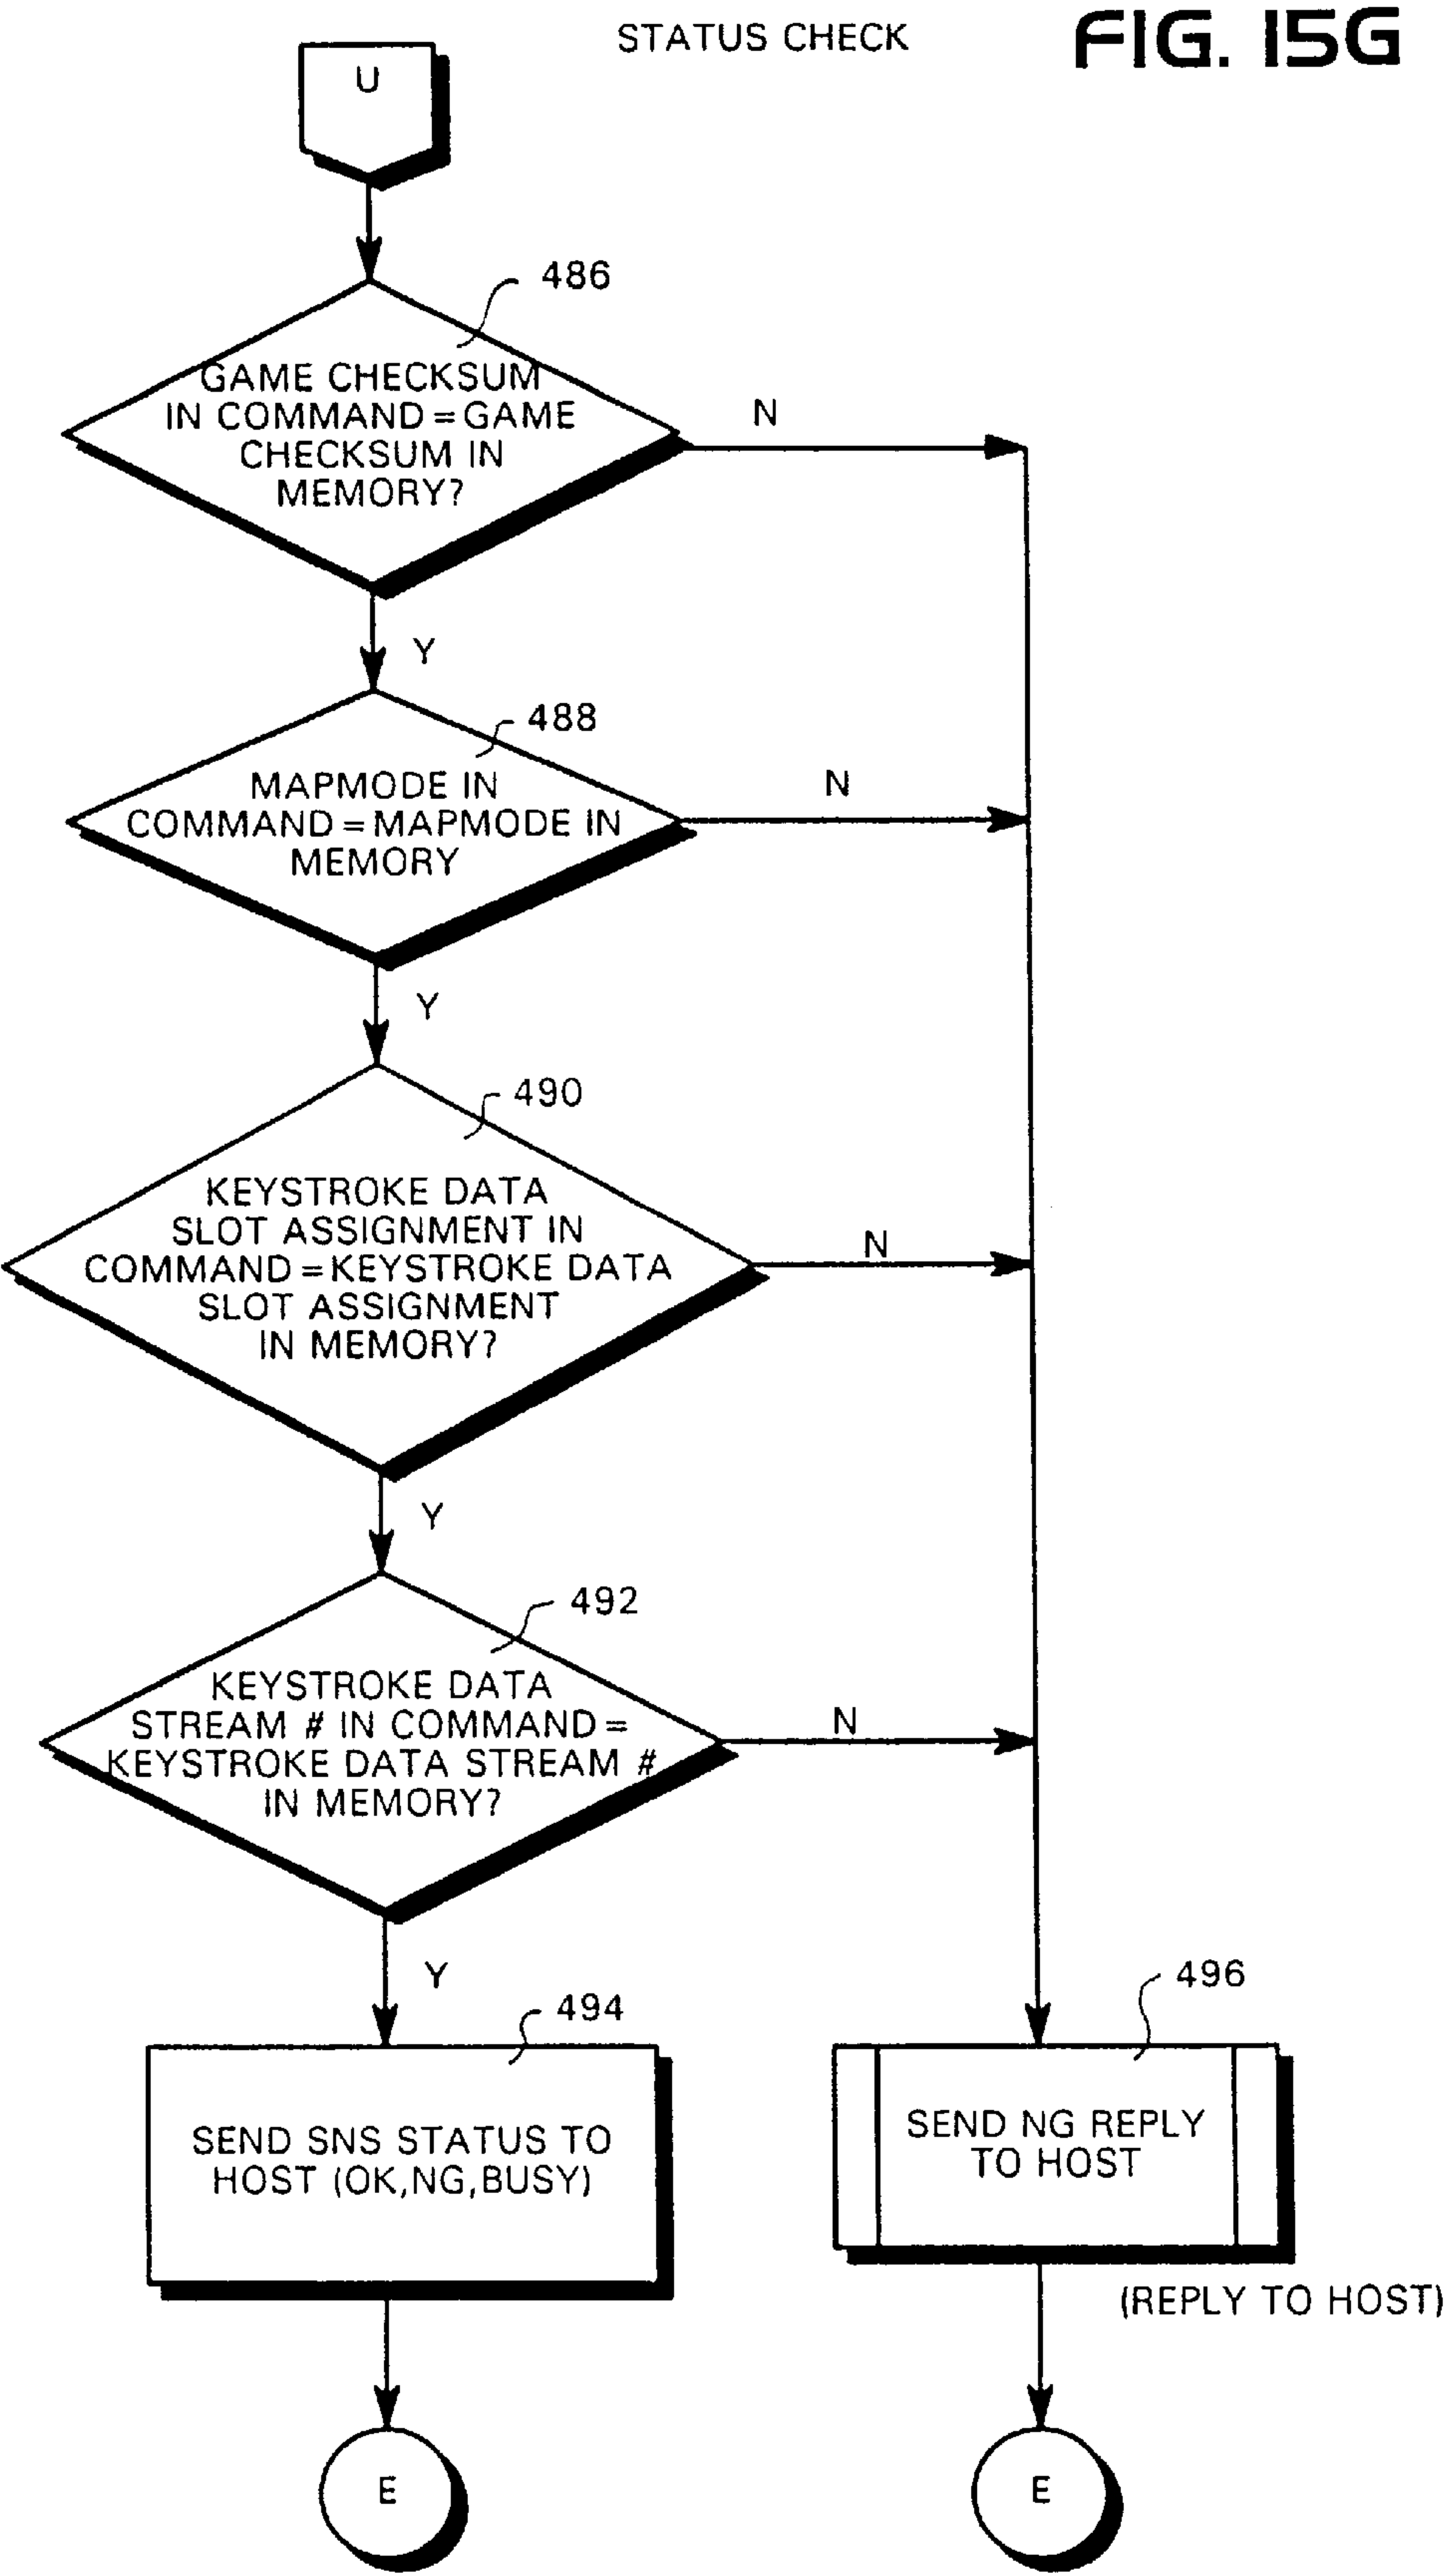 STATUS CHECK
FIG. 15G
U
486
GAME CHECKSUM
IN COMMAND = GAME
CHECKSUM IN
MEMORY?
N
Y
488
MAPMODE IN
COMMAND = MAPMODE IN
MEMORY
N
Y
490
KEYSTROKE DATA
SLOT ASSIGNMENT IN
COMMAND = KEYSTROKE DATA
SLOT ASSIGNMENT
IN MEMORY?
N
Y
492
KEYSTROKE DATA
STREAM # IN COMMAND =
KEYSTROKE DATA STREAM #
IN MEMORY?
N
Y
494
SEND SNS STATUS TO
HOST (OK,NG,BUSY)
496
SEND NG REPLY
TO HOST
(REPLY TO HOST)
E
E